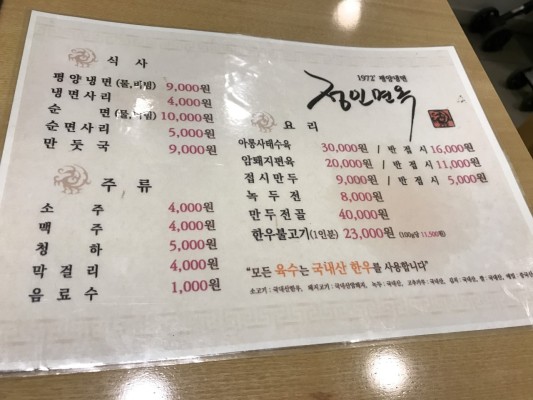 식 사
평양냉면(물,비빔) 9,000원
냉면사리 4,000원
순 면(물,비빔) 10,000원
순면사리 5,000원
만 둣 국 9,000원
주 류
소 주 4,000원
맥 주 4,000원
청 하 5,000원
막 걸 리 4,000원
음 료 수 1,000원
1972' 평양냉면
정인면옥
요 리
아롱사태수육 30,000원 / 반 접 시 16,000원
암퇘지편육 20,000원 / 반 접 시 11,000원
접시만두 9,000원 / 반 접 시 5,000원
녹 두 전 8,000원
만두전골 40,000원
한우불고기(1인분) 23,000원 (100g당 11,500원)
"모든 육수는 국내산 한우를 사용합니다"
소고기 : 국내산한우, 돼지고기 : 국내산암퇘지, 녹두 : 국내산, 고추가루 : 국내산, 김치 : 국내산, 쌀 : 국내산, 메밀 :